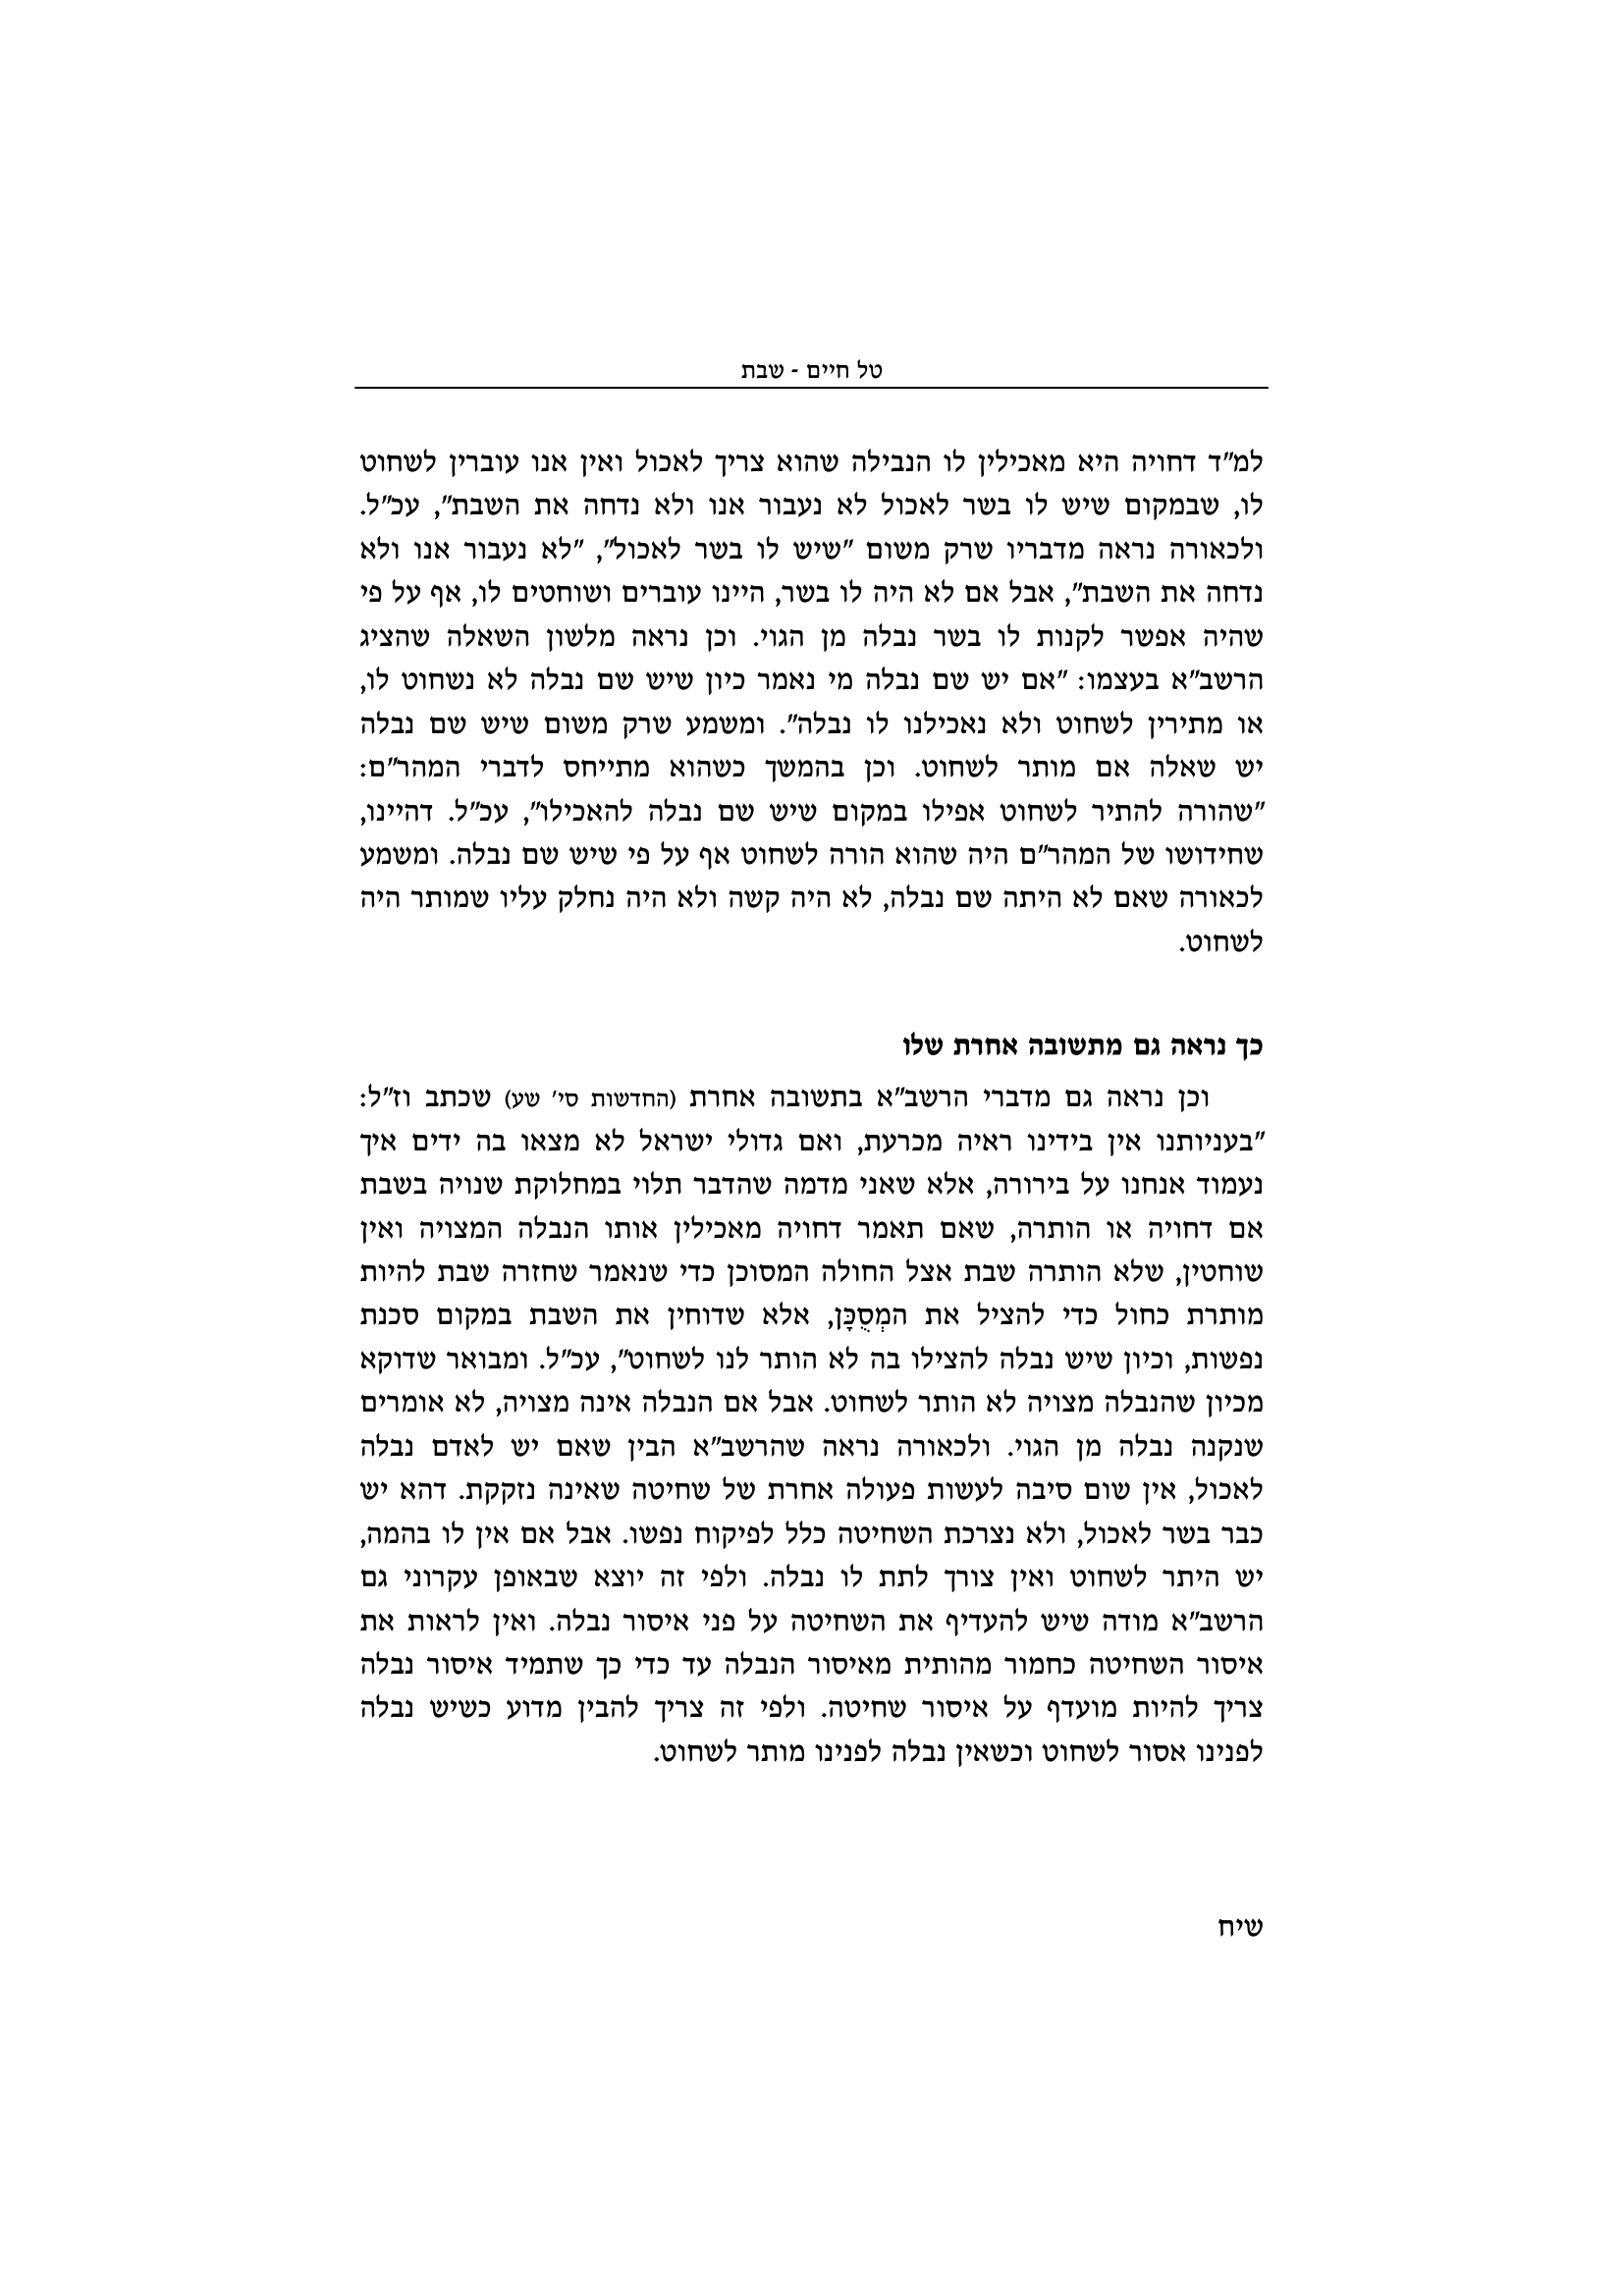 טל חיים - שבת
למ"ד דחויה היא מאכילין לו הנבילה שהוא צריך לאכול ואין אנו עוברין לשחוט
לו, שבמקום שיש לו בשר לאכול לא נעבור אנו ולא נדחה את השבת", עכ"ל.
ולכאורה נראה מדבריו שרק משום "שיש לו בשר לאכול", "לא נעבור אנו ולא
נדחה את השבת", אבל אם לא היה לו בשר, היינו עוברים ושוחטים לו, אף על פי
שהיה אפשר לקנות לו בשר נבלה מן הגוי. וכן נראה מלשון השאלה שהציג
הרשב"א בעצמו: "אם יש שם נבלה מי נאמר כיון שיש שם נבלה לא נשחוט לו,
או מתירין לשחוט ולא נאכילנו לו נבלה". ומשמע שרק משום שיש שם נבלה
יש שאלה אם מותר לשחוט. וכן בהמשך כשהוא מתייחס לדברי המהר"ם:
"שהורה להתיר לשחוט אפילו במקום שיש שם נבלה להאכילו", עכ"ל. דהיינו,
שחידושו של המהר"ם היה שהוא הורה לשחוט אף על פי שיש שם נבלה. ומשמע
לכאורה שאם לא היתה שם נבלה, לא היה קשה ולא היה נחלק עליו שמותר היה
לשחוט.
כך נראה גם מתשובה אחרת שלו
וכן נראה גם מדברי הרשב"א בתשובה אחרת (החדשות סי' שע) שכתב וז"ל:
"בעניותנו אין בידינו ראיה מכרעת, ואם גדולי ישראל לא מצאו בה ידים איך
נעמוד אנחנו על בירורה, אלא שאני מדמה שהדבר תלוי במחלוקת שנויה בשבת
אם דחויה או הותרה, שאם תאמר דחויה מאכילין אותו הנבלה המצויה ואין
שוחטין, שלא הותרה שבת אצל החולה המסוכן כדי שנאמר שחזרה שבת להיות
מותרת כחול כדי להציל את המְסֻכָּן, אלא שדוחין את השבת במקום סכנת
נפשות, וכיון שיש נבלה להצילו בה לא הותר לנו לשחוט", עכ"ל. ומבואר שדוקא
מכיון שהנבלה מצויה לא הותר לשחוט. אבל אם הנבלה אינה מצויה, לא אומרים
שנקנה נבלה מן הגוי. ולכאורה נראה שהרשב"א הבין שאם יש לאדם נבלה
לאכול, אין שום סיבה לעשות פעולה אחרת של שחיטה שאינה נזקקת. דהא יש
כבר בשר לאכול, ולא נצרכת השחיטה כלל לפיקוח נפשו. אבל אם אין לו בהמה,
יש היתר לשחוט ואין צורך לתת לו נבלה. ולפי זה יוצא שבאופן עקרוני גם
הרשב"א מודה שיש להעדיף את השחיטה על פני איסור נבלה. ואין לראות את
איסור השחיטה כחמור מהותית מאיסור הנבלה עד כדי כך שתמיד איסור נבלה
צריך להיות מועדף על איסור שחיטה. ולפי זה צריך להבין מדוע כשיש נבלה
לפנינו אסור לשחוט וכשאין נבלה לפנינו מותר לשחוט.
שיח